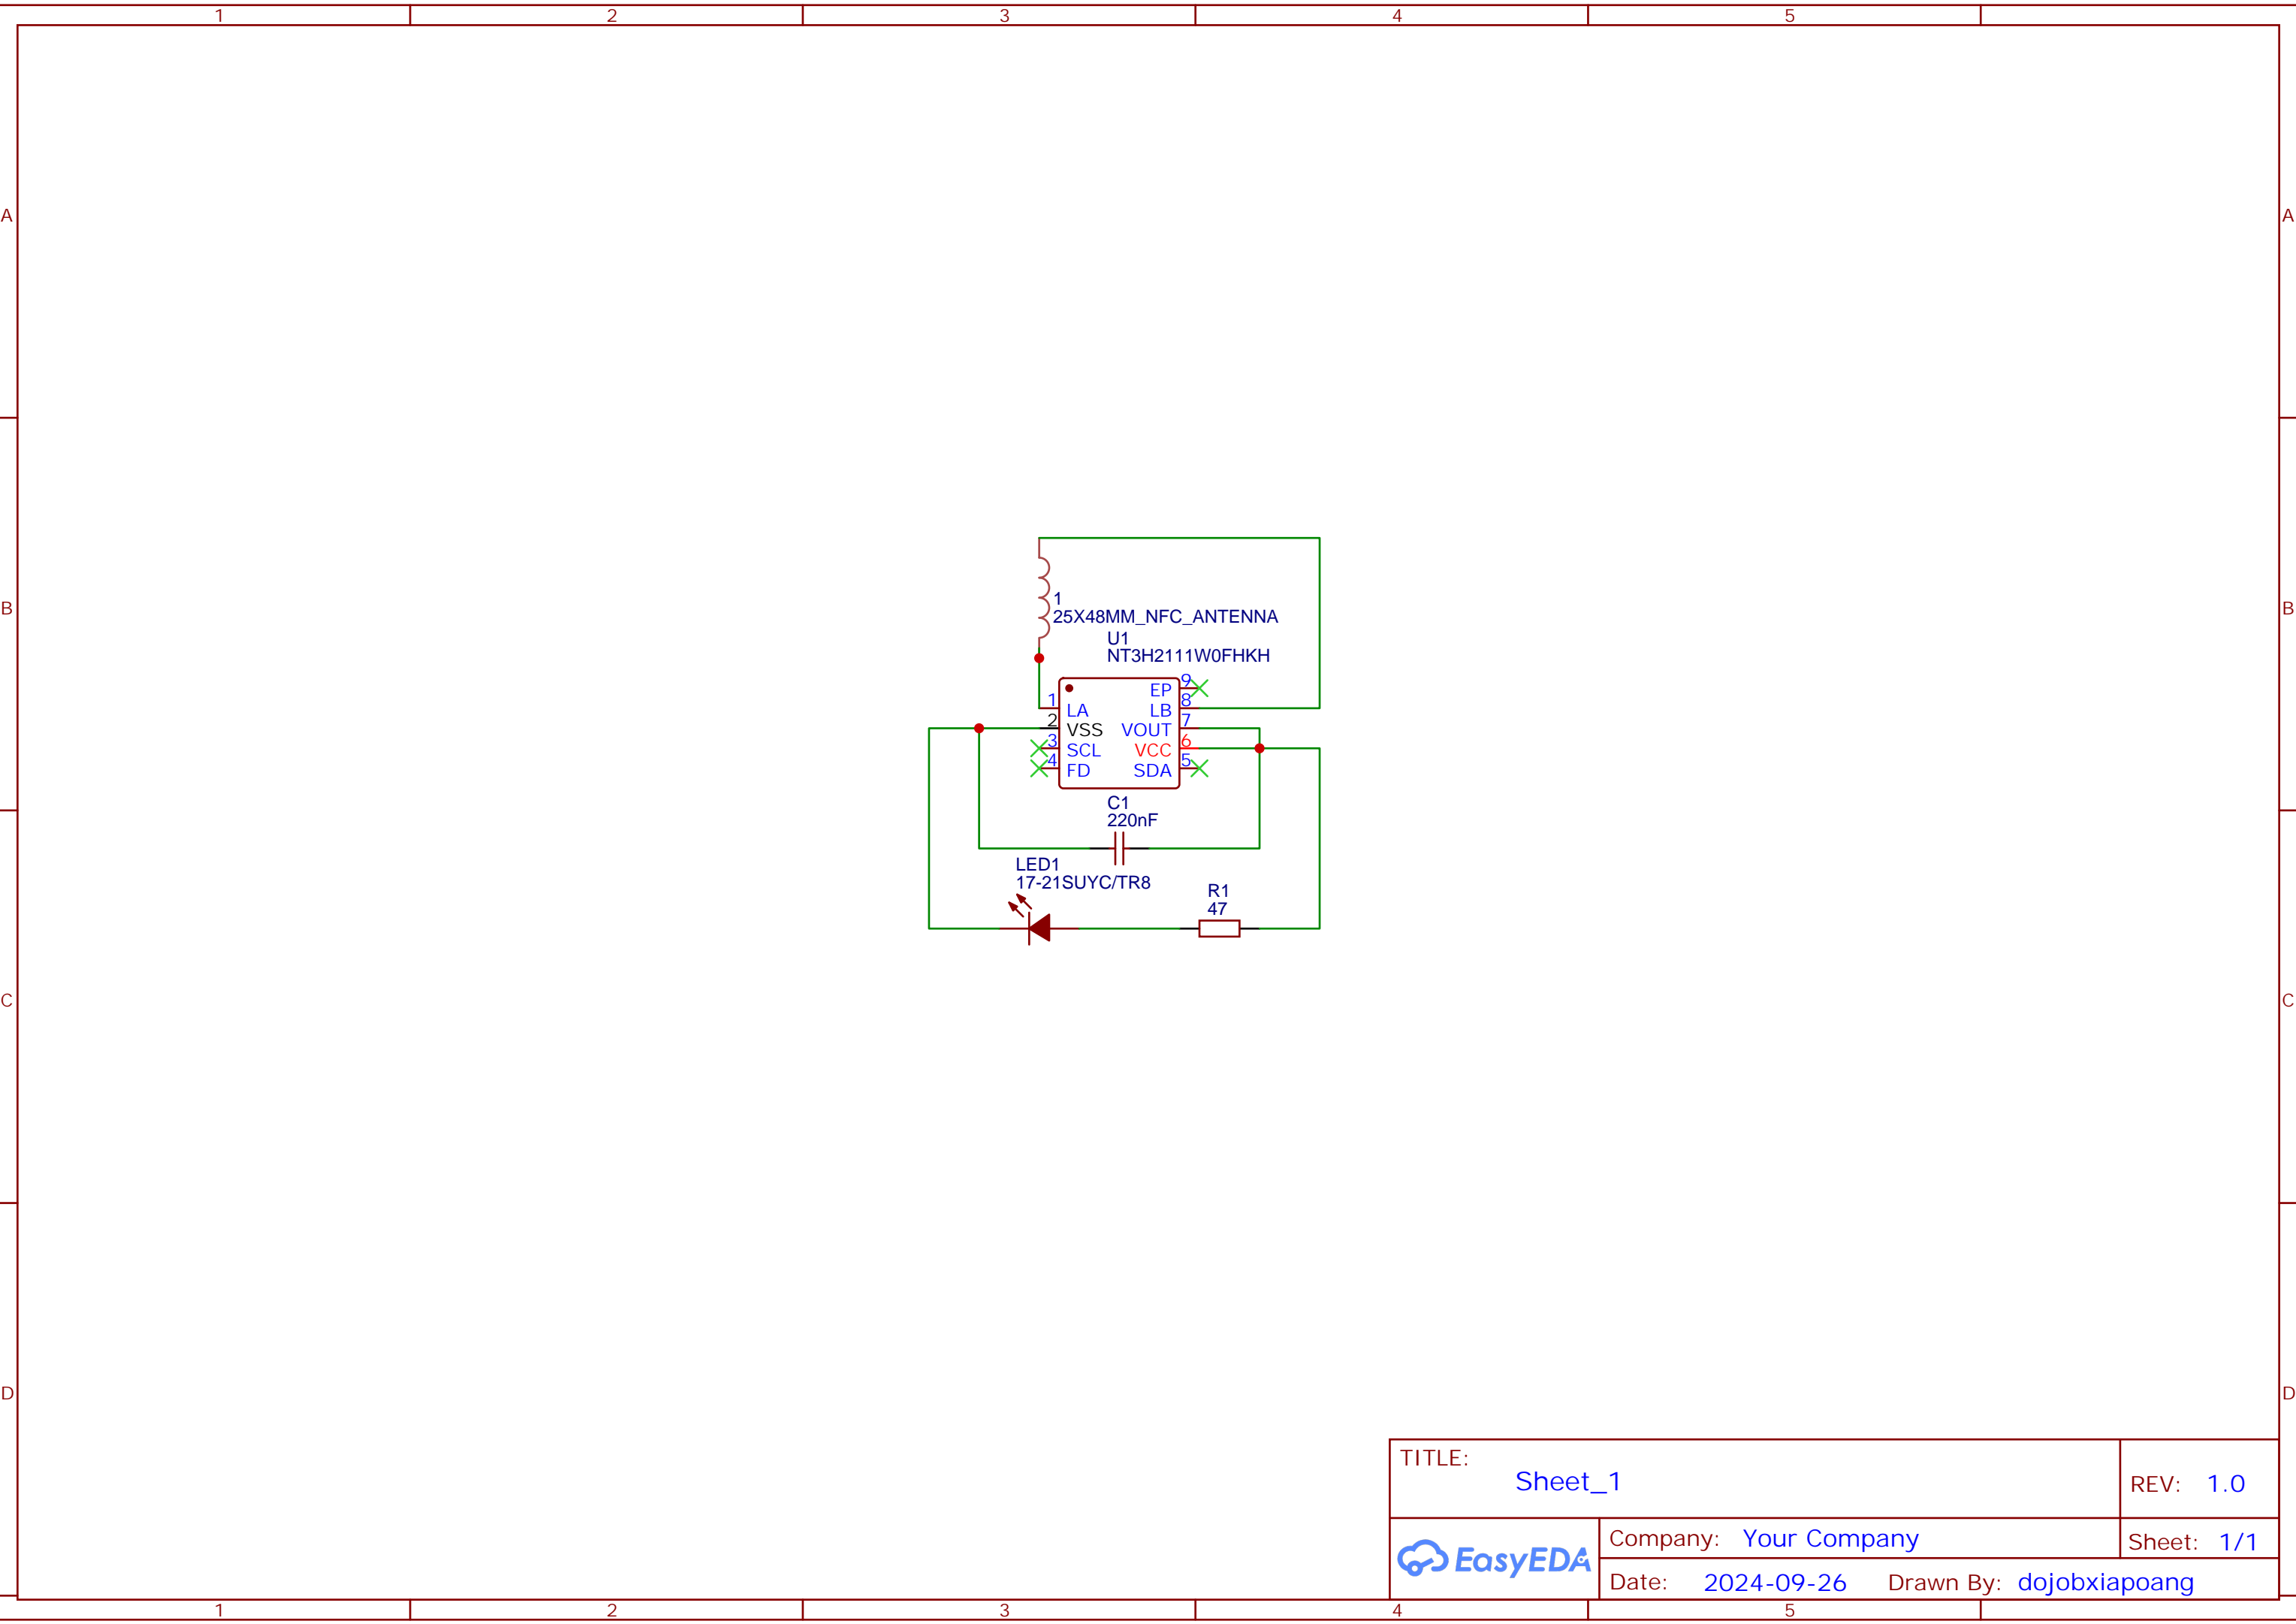 1 2 3 4 5
A A
B B
1
25X48MM_NFC_ANTENNA
U1
NT3H2111W0FHKH
EP 9
1 LA LB 8
2 VSS VOUT 7
3 SCL VCC 6
4 FD SDA 5
C1
220nF
LED1
17-21SUYC/TR8
R1
47
C C
D D
TITLE:
Sheet_1
REV: 1.0
EasyEDA
Company: Your Company
Sheet: 1/1
Date: 2024-09-26 Drawn By: dojobxiapoang
1 2 3 4 5